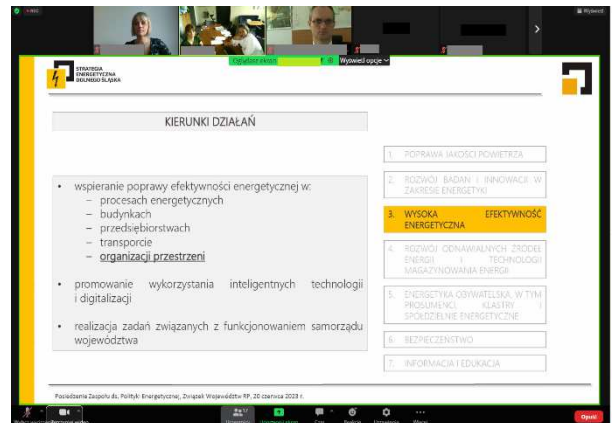 Wyświetl
Oglądasz ekran
Wyświetl opcje
STRATEGIA
ENERGETYCZNA
DOLNEGO ŚLĄSKA
KIERUNKI DZIAŁAŃ
• wspieranie poprawy efektywności energetycznej w:
– procesach energetycznych
– budynkach
– przedsiębiorstwach
– transporcie
– organizacji przestrzeni
• promowanie wykorzystania inteligentnych technologii
i digitalizacji
• realizacja zadań związanych z funkcjonowaniem samorządu
województwa
1. POPRAWA JAKOŚCI POWIETRZA
2. ROZWÓJ BADAŃ I INNOWACJI W
ZAKRESIE ENERGETYKI
3. WYSOKA EFEKTYWNOŚĆ
ENERGETYCZNA
4. ROZWÓJ ODNAWIALNYCH ŹRÓDEŁ
ENERGII I TECHNOLOGII
MAGAZYNOWANIA ENERGII
5. ENERGETYKA OBYWATELSKA, W TYM
PROSUMENCI, KLASTRY I
SPÓŁDZIELNIE ENERGETYCZNE
6. BEZPIECZEŃSTWO
7. INFORMACJA I EDUKACJA
Posiedzenie Zespołu ds. Polityki Energetycznej, Związek Województw RP, 20 czerwca 2023 r.
Opuść